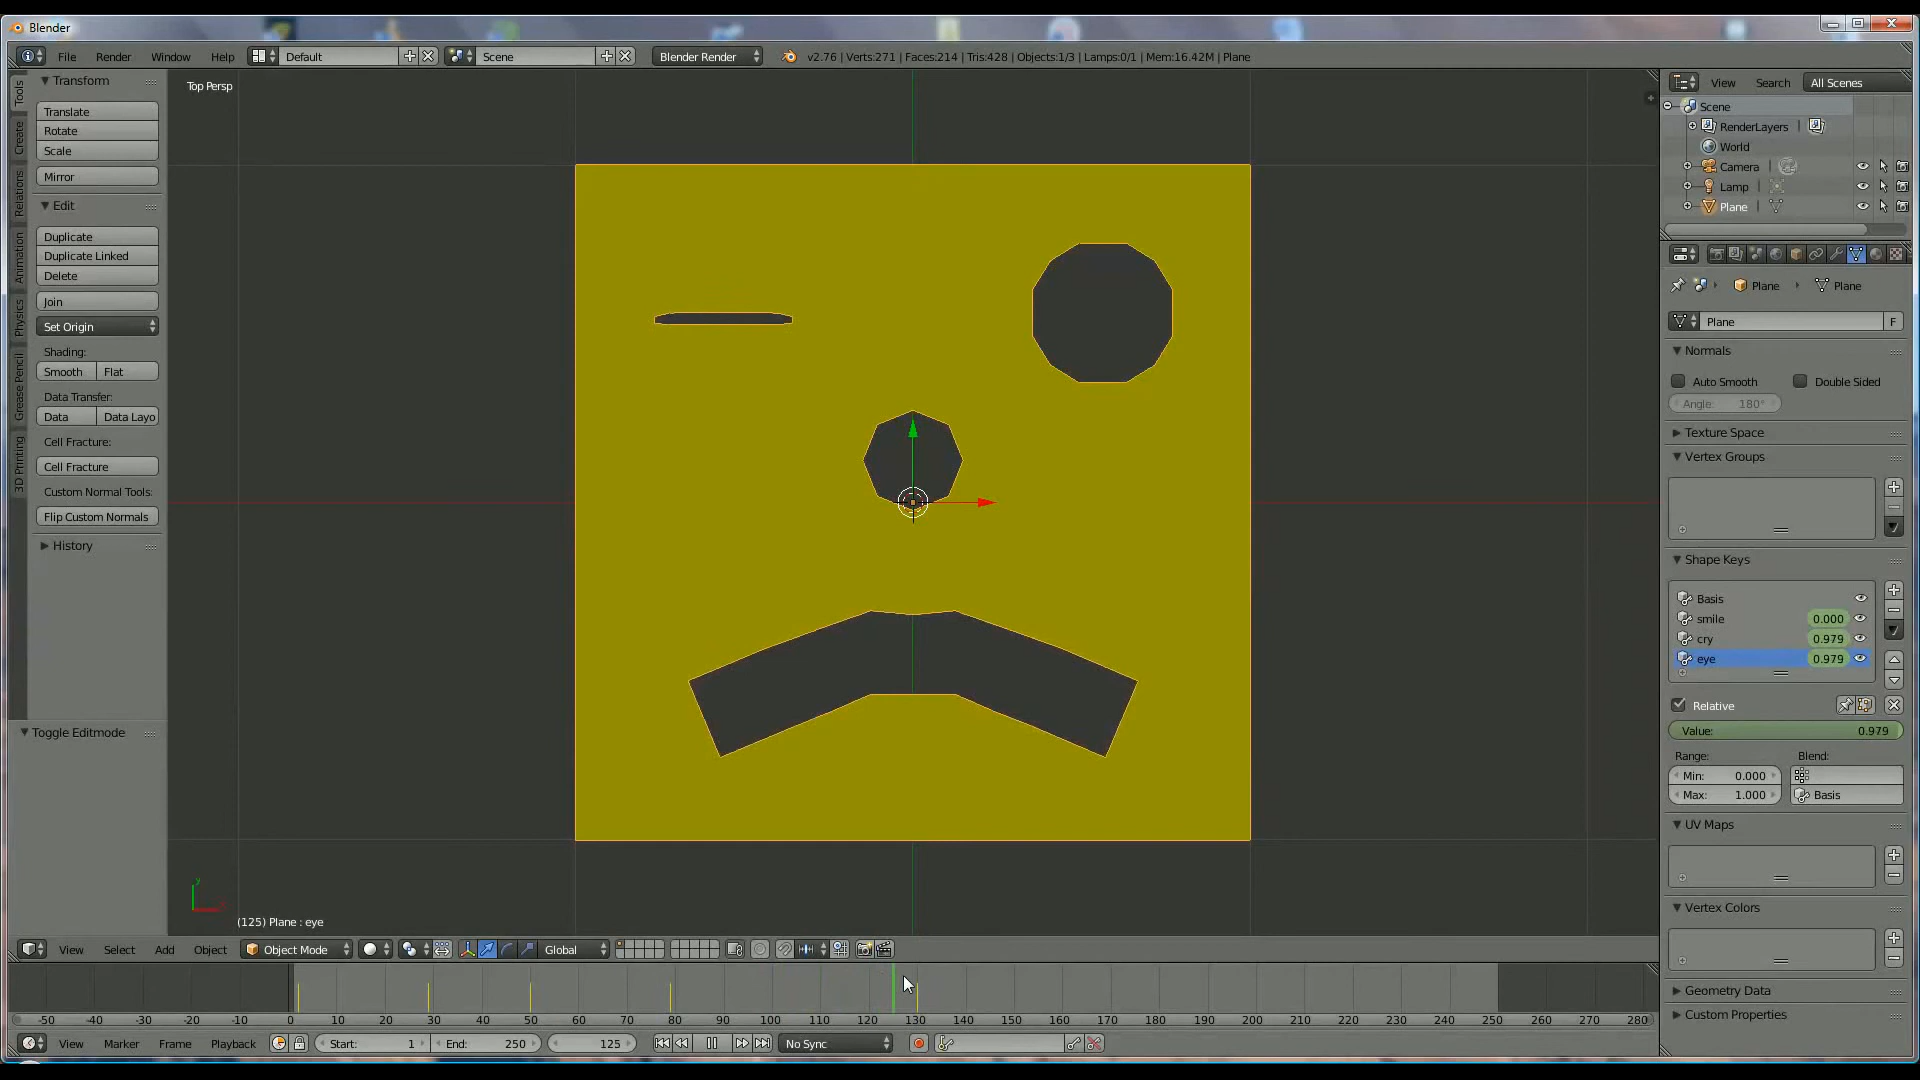 Blender
File Render Window Help Default Scene Blender Render v2.76 | Verts:271 | Faces:214 | Tris:428 | Objects:1/3 | Lamps:0/1 | Mem:16.42M | Plane
Tools
Create
Relations
Animation
Physics
Grease Pencil
3D Printing
Transform
Translate
Rotate
Scale
Mirror
Edit
Duplicate
Duplicate Linked
Delete
Join
Set Origin
Shading:
Smooth Flat
Data Transfer:
Data Data Layo
Cell Fracture:
Cell Fracture
Custom Normal Tools:
Flip Custom Normals
History
Toggle Editmode
Top Persp
y
(125) Plane : eye
View Select Add Object Object Mode Global
-50 -40 -30 -20 -10 0 10 20 30 40 50 60 70 80 90 100 110 120 130 140 150 160 170 180 190 200 210 220 230 240 250 260 270 280
View Marker Frame Playback Start: 1 End: 250 125 No Sync
View Search All Scenes
Scene
RenderLayers |
World
Camera |
Lamp |
Plane |
Plane Plane
Plane F
Normals
Auto Smooth Double Sided
Angle: 180°
Texture Space
Vertex Groups
Shape Keys
Basis
smile 0.000
cry 0.979
eye 0.979
Relative
Value: 0.979
Range: Blend:
Min: 0.000
Max: 1.000 Basis
UV Maps
Vertex Colors
Geometry Data
Custom Properties